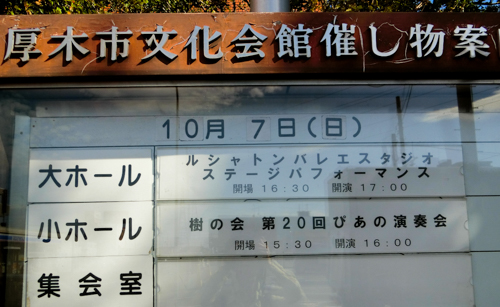 厚木市文化会館催し物案
10月 7日(日)
大ホール
ルシャトンバレエスタジオ
ステージパフォーマンス
開場 16:30 開演 17:00
小ホール
樹の会 第20回ぴあの演奏会
開場 15:30 開演 16:00
集会室